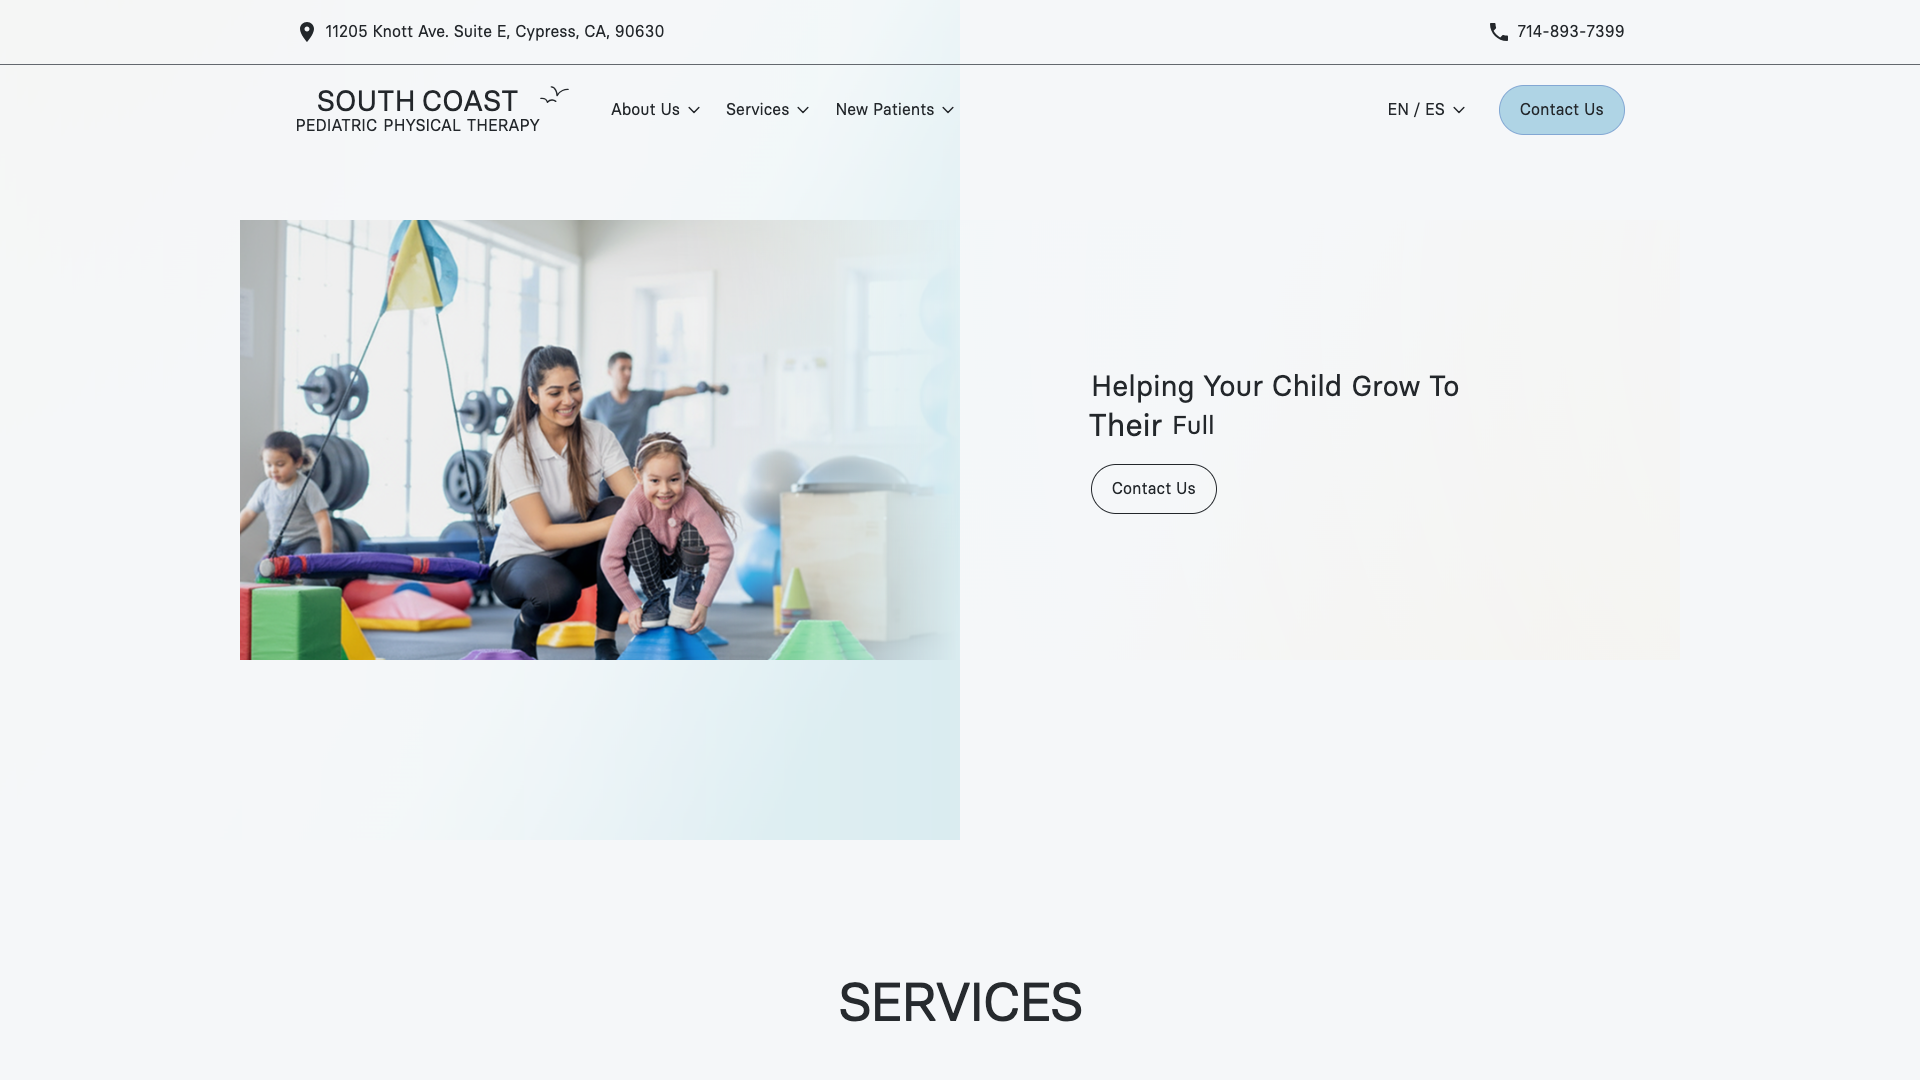 11205 Knott Ave. Suite E, Cypress, CA, 90630
714-893-7399
SOUTH COAST
PEDIATRIC PHYSICAL THERAPY
About Us
Services
New Patients
EN / ES
Contact Us
Helping Your Child Grow To
Their Full
Contact Us
SERVICES